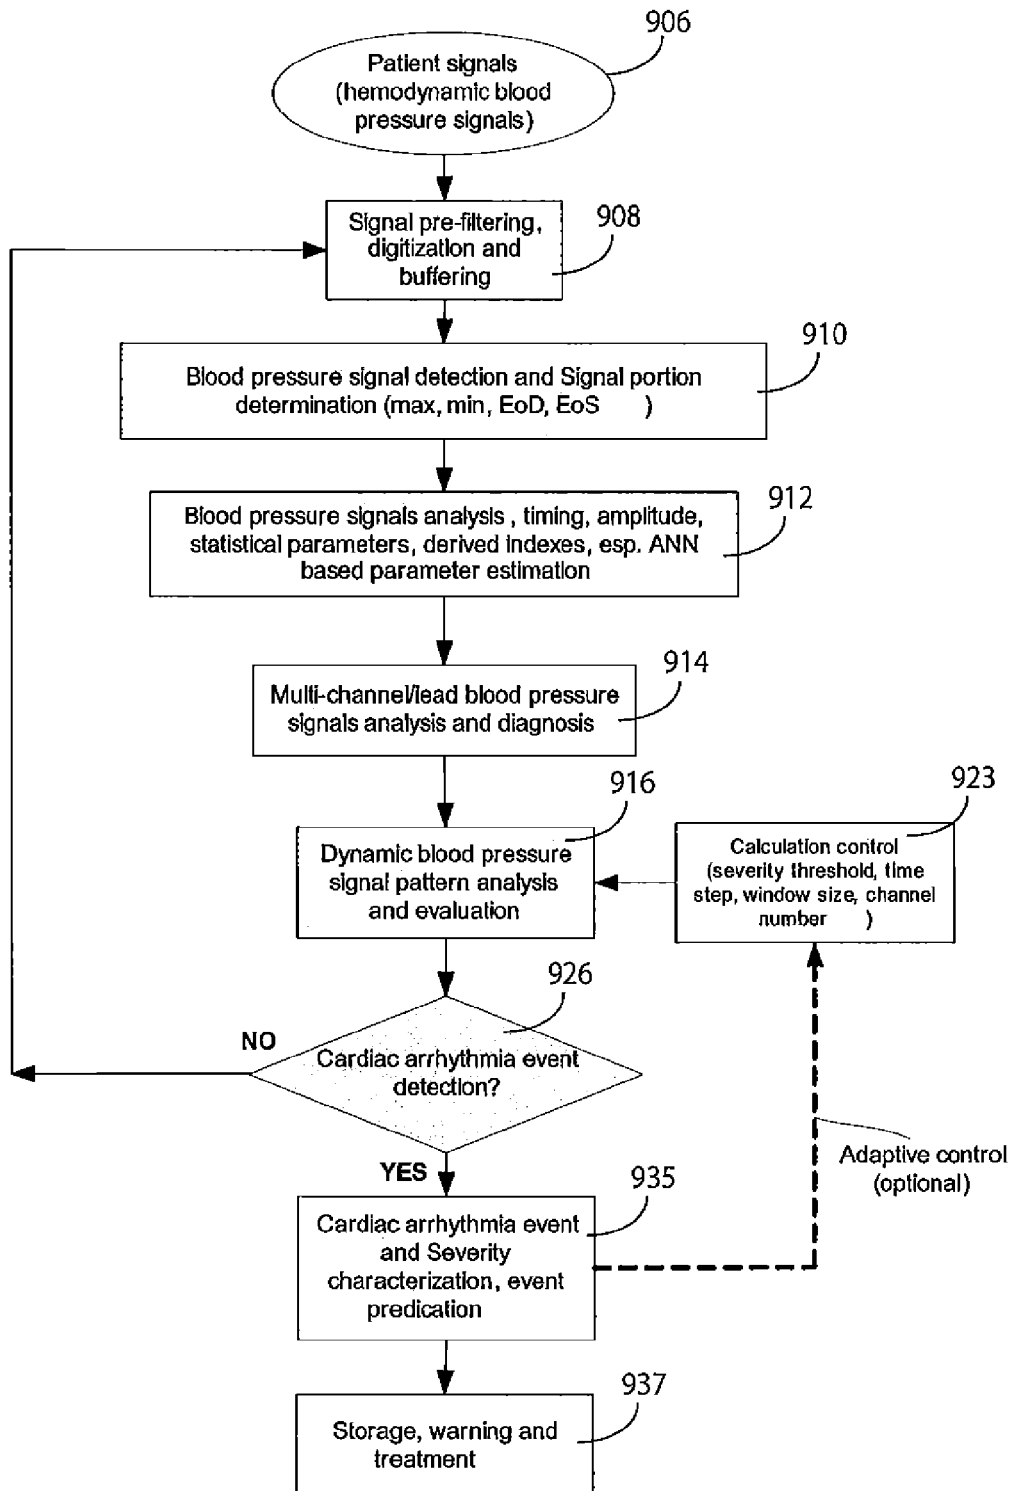 906
Patient signals
(hemodynamic blood
pressure signals)
908
Signal pre-filtering,
digitization and
buffering
910
Blood pressure signal detection and Signal portion
determination (max, min, EoD, EoS )
912
Blood pressure signals analysis , timing, amplitude,
statistical parameters, derived indexes, esp. ANN
based parameter estimation
914
Multi-channel/lead blood pressure
signals analysis and diagnosis
916
Dynamic blood pressure
signal pattern analysis
and evaluation
923
Calculation control
(severity threshold, time
step, window size, channel
number )
926
NO
Cardiac arrhythmia event
detection?
YES
Adaptive control
(optional)
935
Cardiac arrhythmia event
and Severity
characterization, event
predication
937
Storage, warning and
treatment